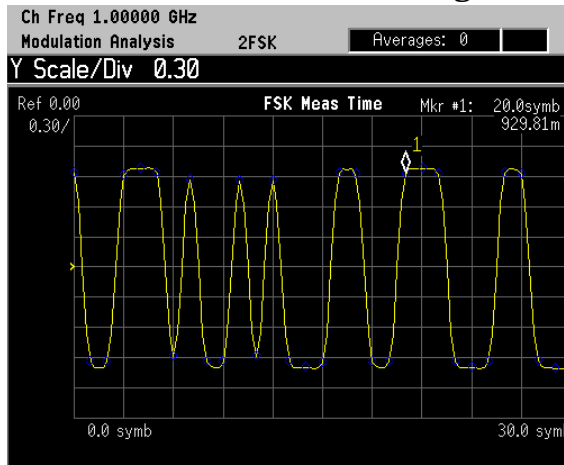 Ch Freq 1.00000 GHz
Modulation Analysis 2FSK Averages: 0
Y Scale/Div 0.30
Ref 0.00 FSK Meas Time Mkr #1: 20.0symb
0.30/ 929.81m
1
0.0 symb 30.0 sym